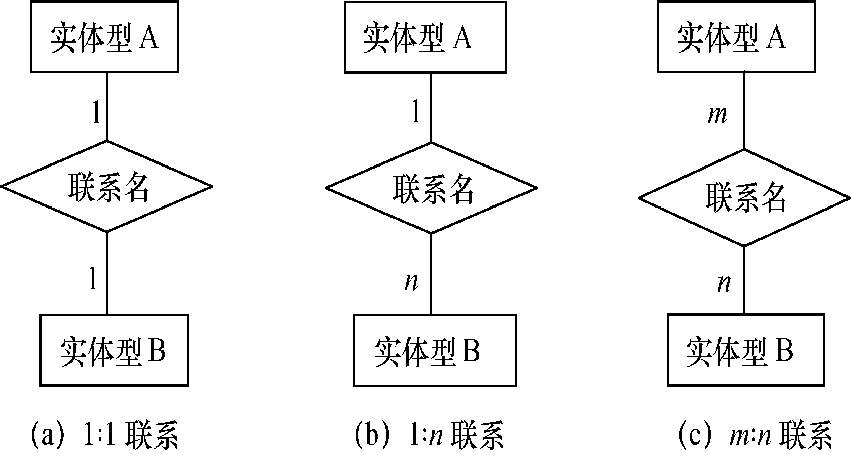 实体型 A 实体型 A 实体型 A
1 1 m
联系名 联系名 联系名
1 n n
实体型 B 实体型 B 实体型 B
(a) 1:1 联系 (b) 1:n 联系 (c) m:n 联系